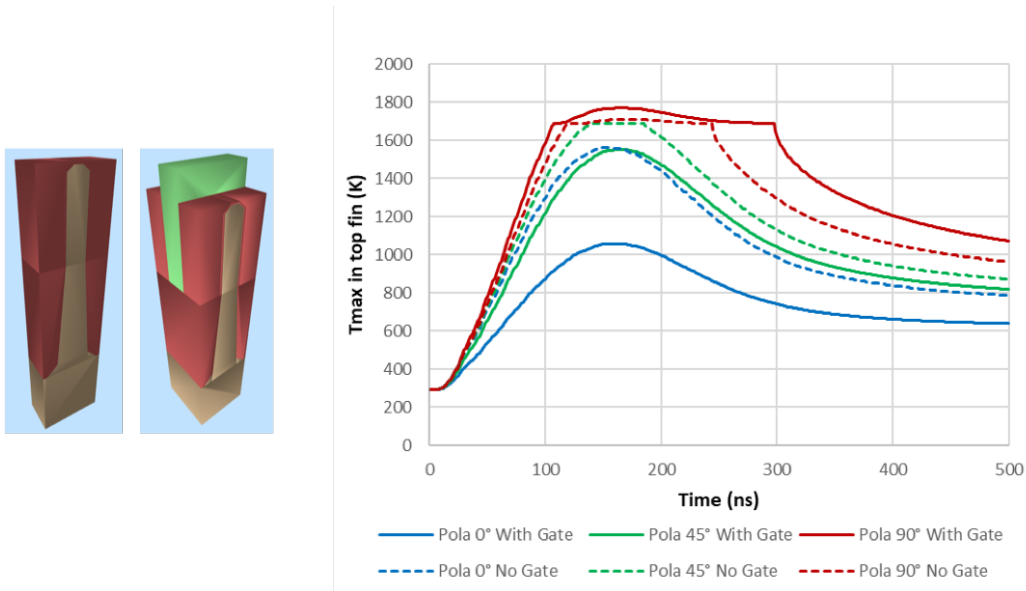 2000
1800
1600
1400
1200
1000
800
600
400
200
0
Tmax in top fin (K)
0 100 200 300 400 500
Time (ns)
Pola 0° With Gate Pola 45° With Gate Pola 90° With Gate
Pola 0° No Gate Pola 45° No Gate Pola 90° No Gate